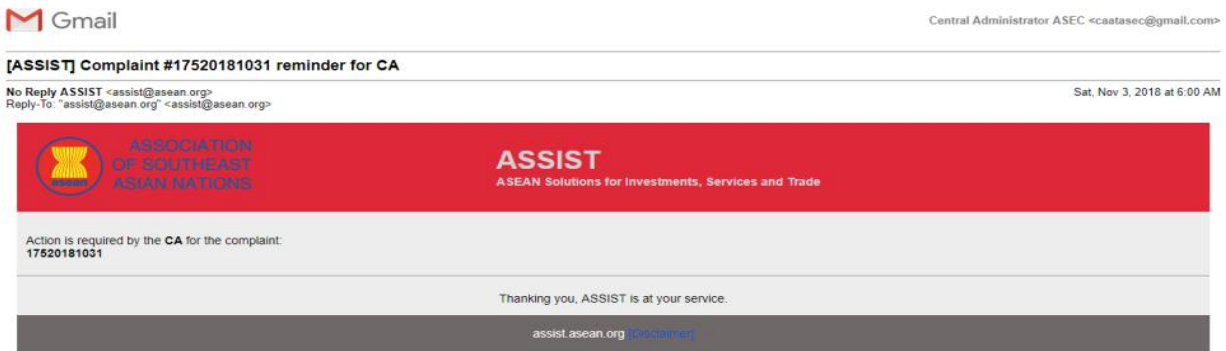 Gmail
Central Administrator ASEC <caatasec@gmail.com>
[ASSIST] Complaint #17520181031 reminder for CA
No Reply ASSIST <assist@asean.org>
Sat, Nov 3, 2018 at 6:00 AM
Reply-To: "assist@asean.org" <assist@asean.org>
asean
ASSOCIATION
OF SOUTHEAST
ASIAN NATIONS
ASSIST
ASEAN Solutions for Investments, Services and Trade
Action is required by the CA for the complaint:
17520181031
Thanking you, ASSIST is at your service.
assist.asean.org [Disclaimer]